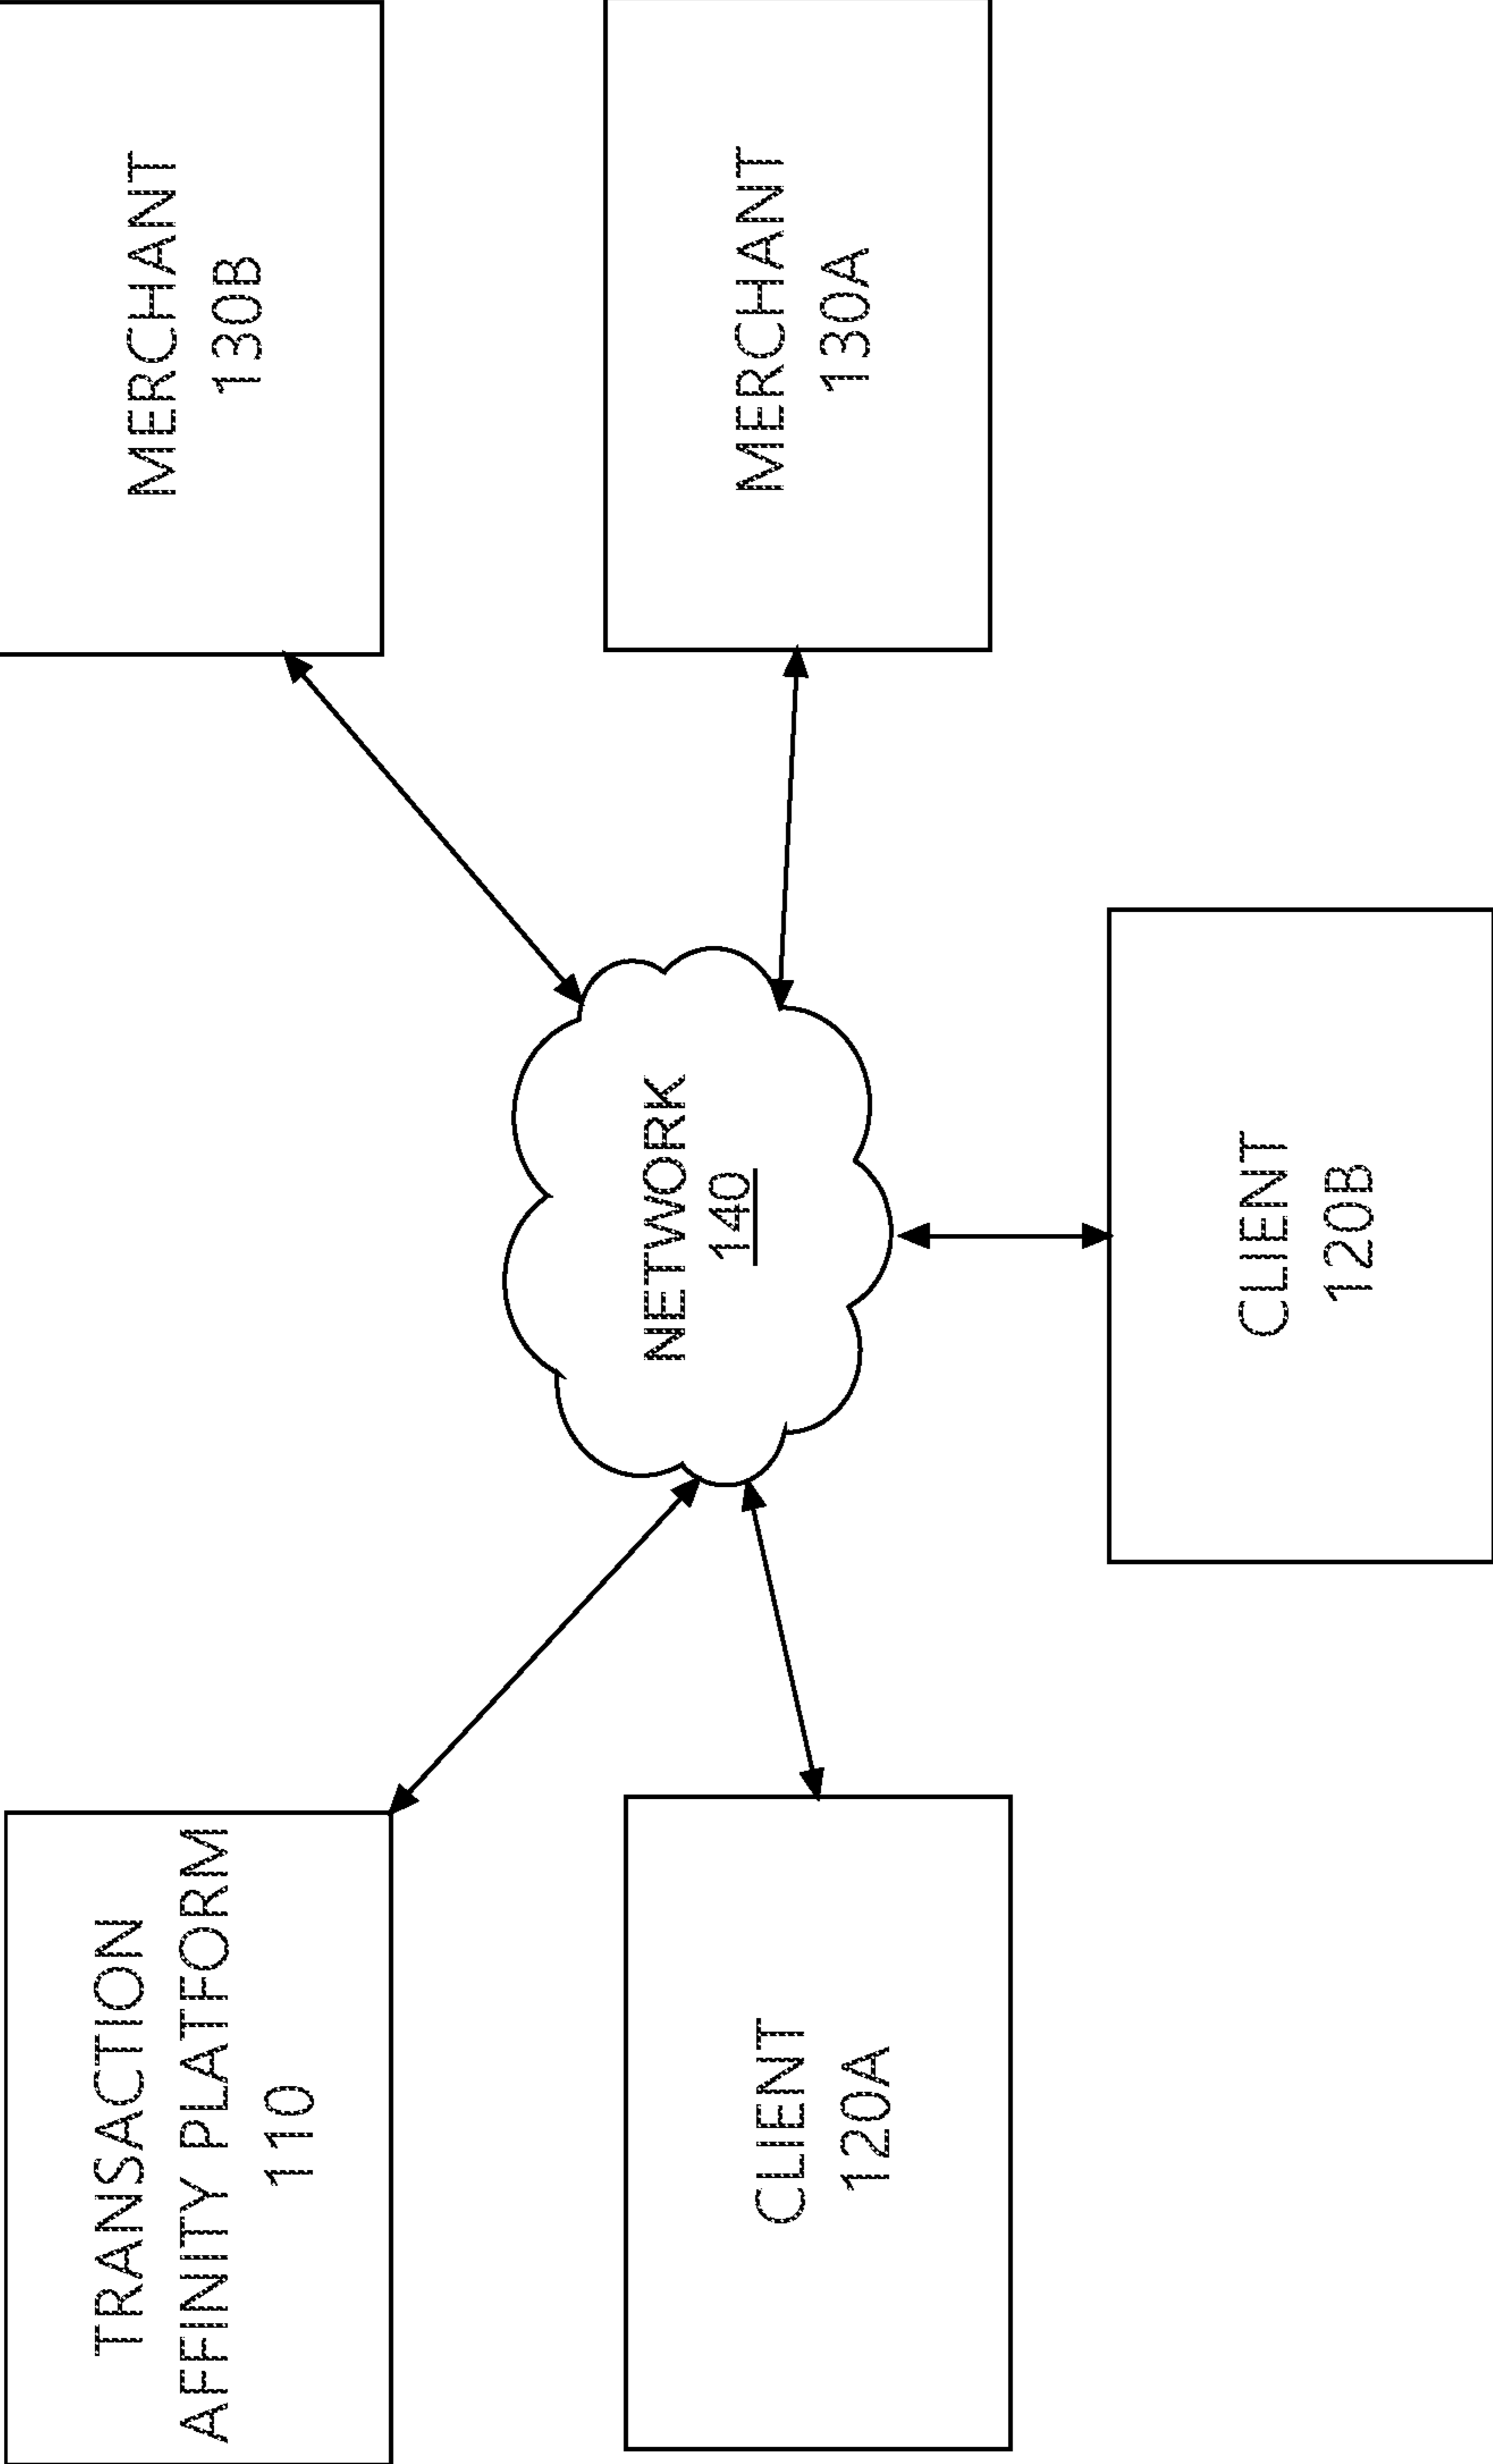 TRANSACTION
AFFINITY PLATFORM
110
MERCHANT
130B
NETWORK
140
CLIENT
120A
MERCHANT
130A
CLIENT
120B